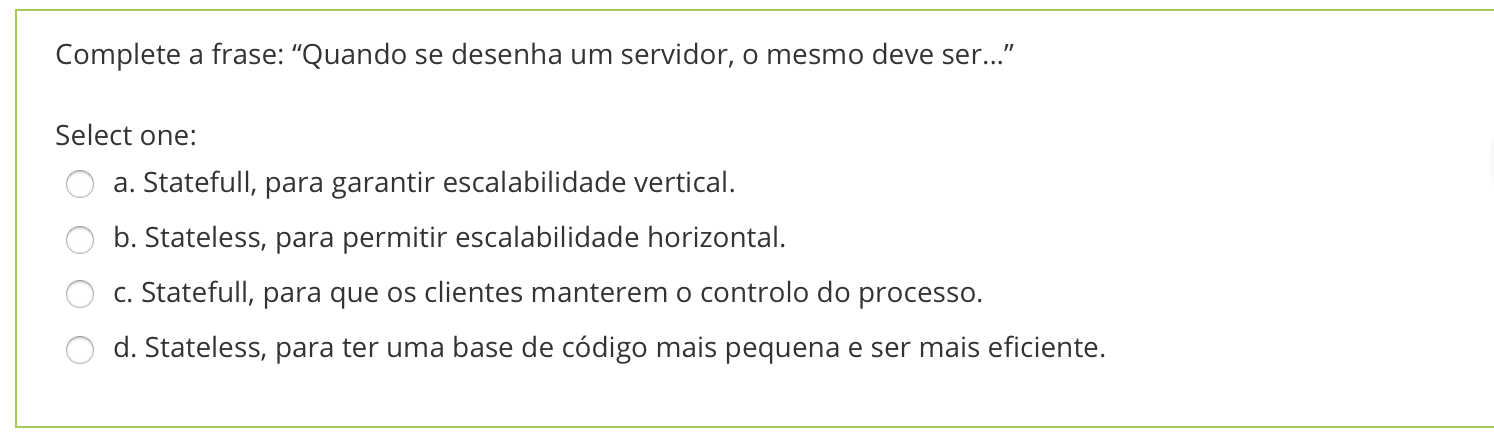 Complete a frase: “Quando se desenha um servidor, o mesmo deve ser...”
Select one:
a. Statefull, para garantir escalabilidade vertical.
b. Stateless, para permitir escalabilidade horizontal.
c. Statefull, para que os clientes manterem o controlo do processo.
d. Stateless, para ter uma base de código mais pequena e ser mais eficiente.